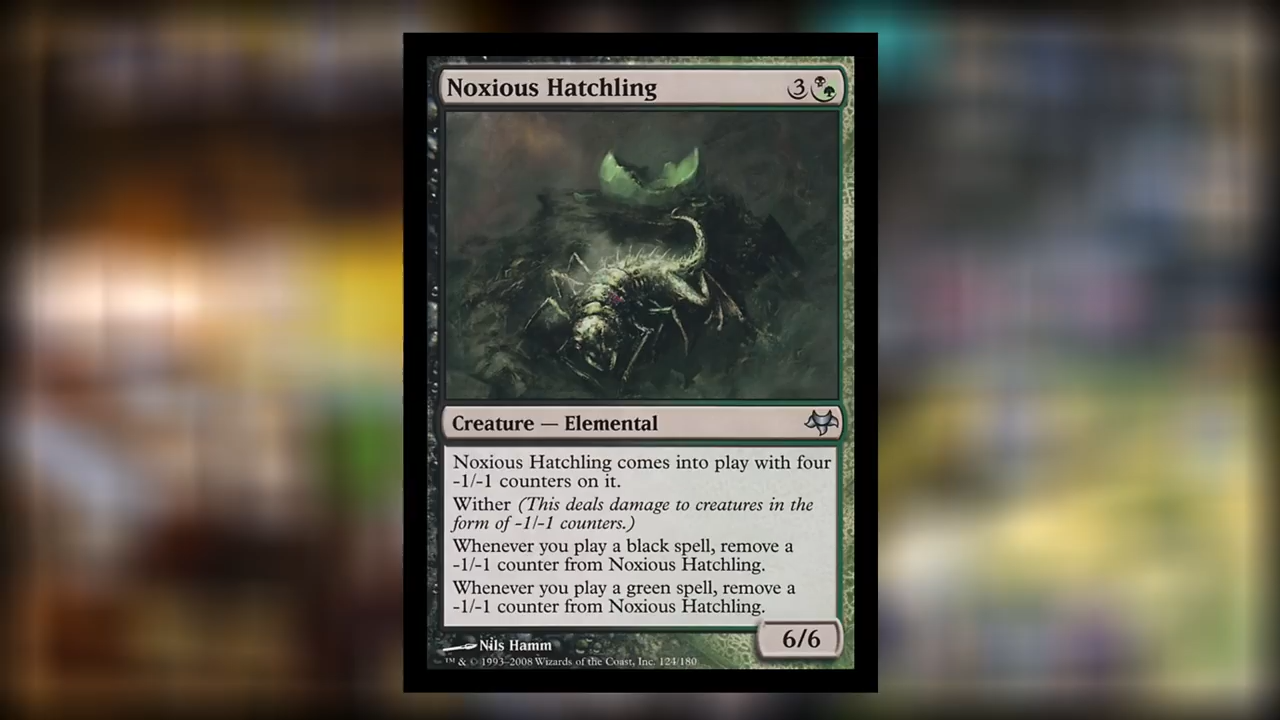 Noxious Hatchling 3
Creature — Elemental
Noxious Hatchling comes into play with four
-1/-1 counters on it.
Wither (This deals damage to creatures in the
form of -1/-1 counters.)
Whenever you play a black spell, remove a
-1/-1 counter from Noxious Hatchling.
Whenever you play a green spell, remove a
-1/-1 counter from Noxious Hatchling.
6/6
Nils Hamm
™ & © 1993–2008 Wizards of the Coast, Inc. 124/180